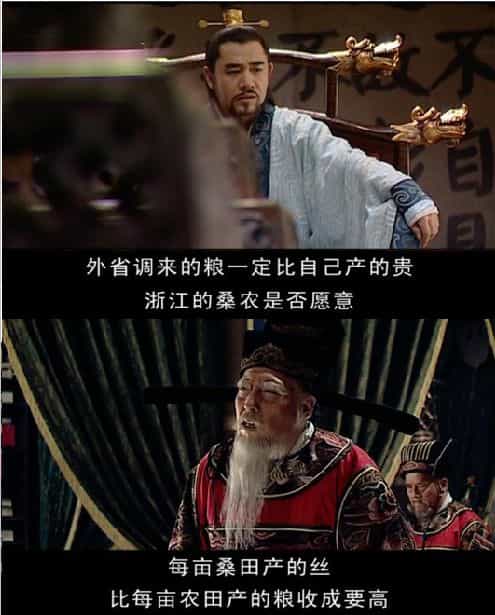 外省调来的粮一定比自己产的贵
浙江的桑农是否愿意
每亩桑田产的丝
比每亩农田产的粮收成要高